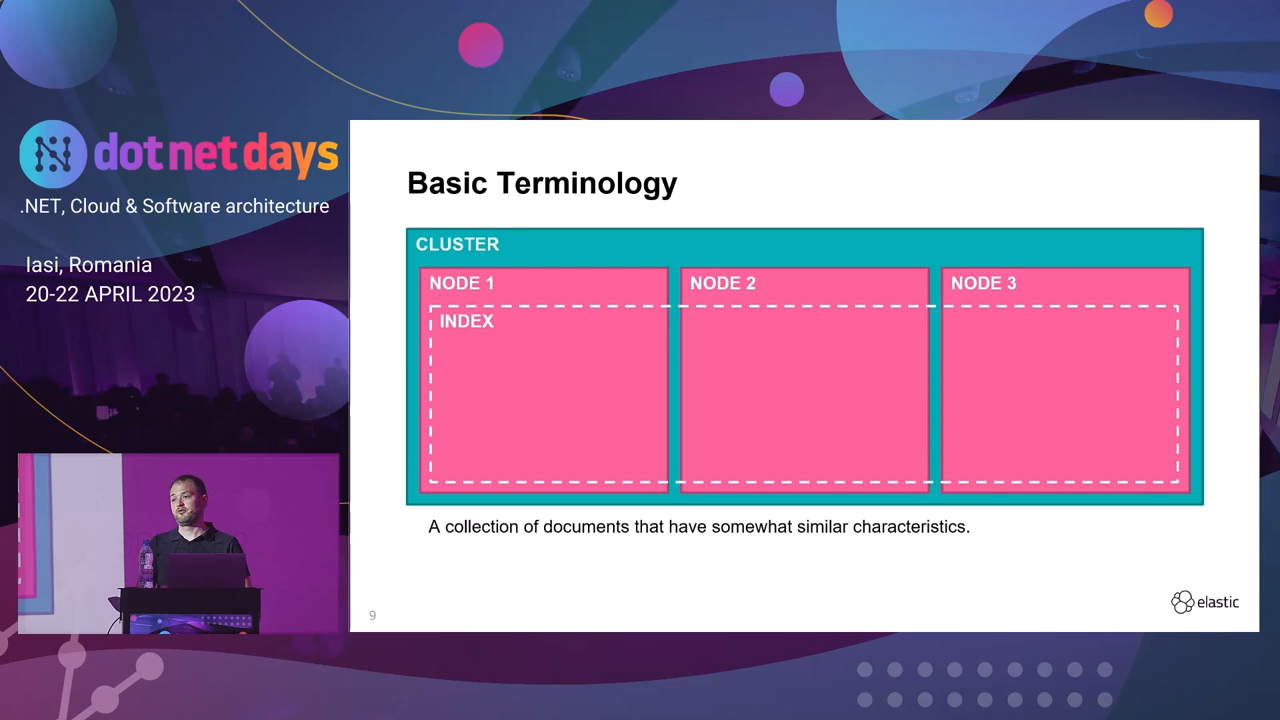 dotnetdays
.NET, Cloud & Software architecture
Iasi, Romania
20-22 APRIL 2023
Basic Terminology
CLUSTER
NODE 1
NODE 2
NODE 3
INDEX
A collection of documents that have somewhat similar characteristics.
9
elastic